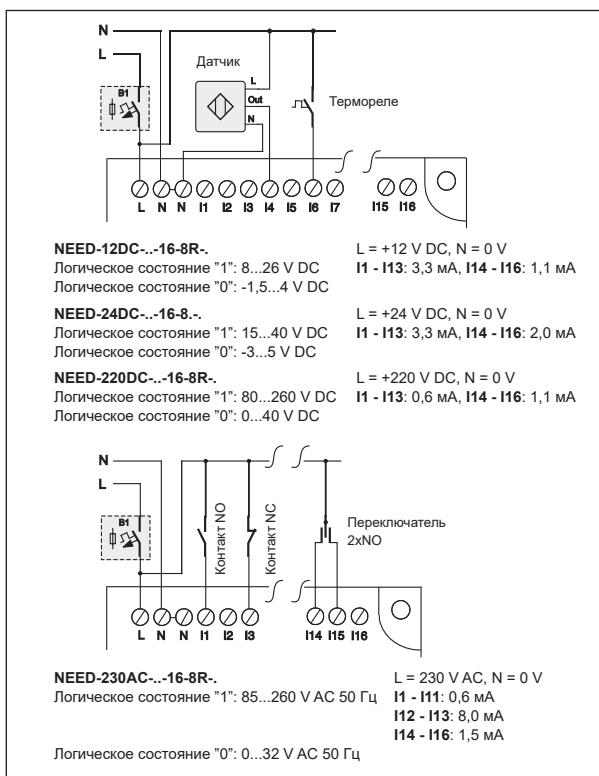 N
L
Датчик
B1
L
Out
N
Термореле
L N N I1 I2 I3 I4 I5 I6 I7 I15 I16
NEED-12DC-..-16-8R-. L = +12 V DC, N = 0 V
Логическое состояние "1": 8...26 V DC I1 - I13: 3,3 мА, I14 - I16: 1,1 мА
Логическое состояние "0": -1,5...4 V DC
NEED-24DC-..-16-8.-. L = +24 V DC, N = 0 V
Логическое состояние "1": 15...40 V DC I1 - I13: 3,3 мА, I14 - I16: 2,0 мА
Логическое состояние "0": -3...5 V DC
NEED-220DC-..-16-8R-. L = +220 V DC, N = 0 V
Логическое состояние "1": 80...260 V DC I1 - I13: 0,6 мА, I14 - I16: 1,1 мА
Логическое состояние "0": 0...40 V DC
N
L
B1
Контакт NO
Контакт NC
Переключатель
2xNO
L N N I1 I2 I3 I14 I15 I16
NEED-230AC-..-16-8R-. L = 230 V AC, N = 0 V
Логическое состояние "1": 85...260 V AC 50 Гц I1 - I11: 0,6 мА
I12 - I13: 8,0 мА
I14 - I16: 1,5 мА
Логическое состояние "0": 0...32 V AC 50 Гц